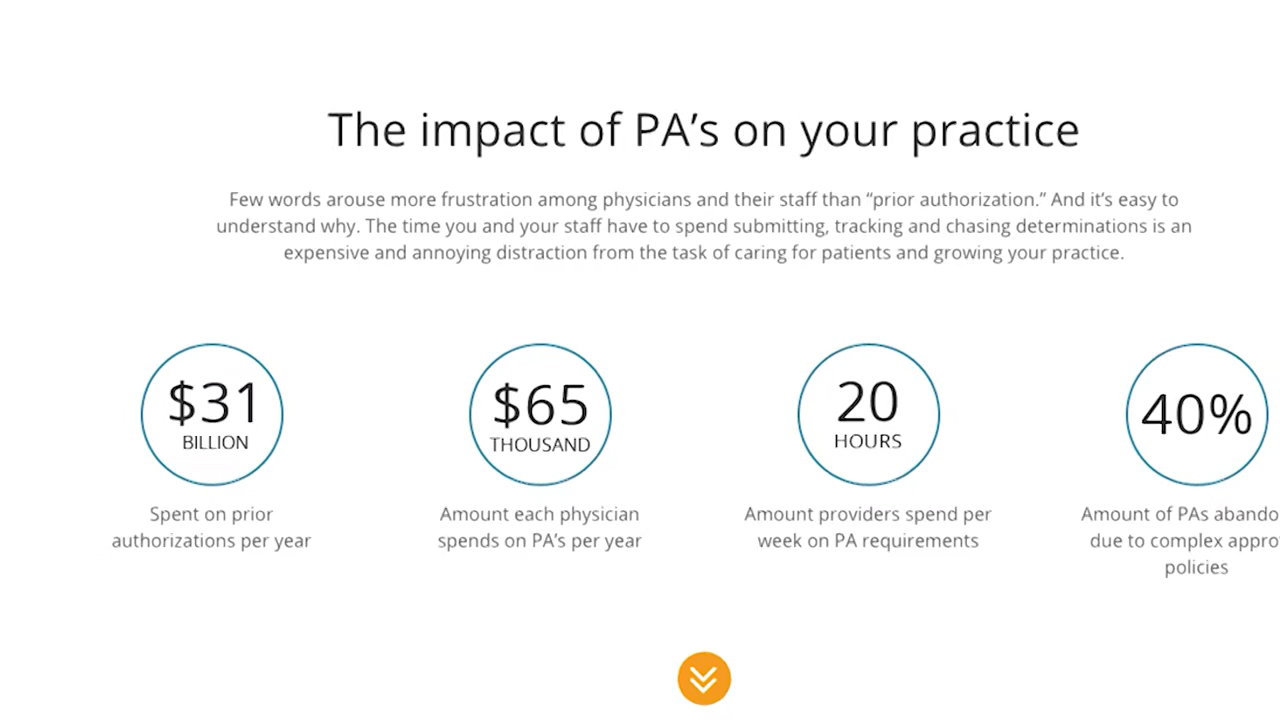 The impact of PA’s on your practice
Few words arouse more frustration among physicians and their staff than “prior authorization.” And it’s easy to
understand why. The time you and your staff have to spend submitting, tracking and chasing determinations is an
expensive and annoying distraction from the task of caring for patients and growing your practice.
$31
BILLION
Spent on prior
authorizations per year
$65
THOUSAND
Amount each physician
spends on PA’s per year
20
HOURS
Amount providers spend per
week on PA requirements
40%
Amount of PAs abando
due to complex appro
policies